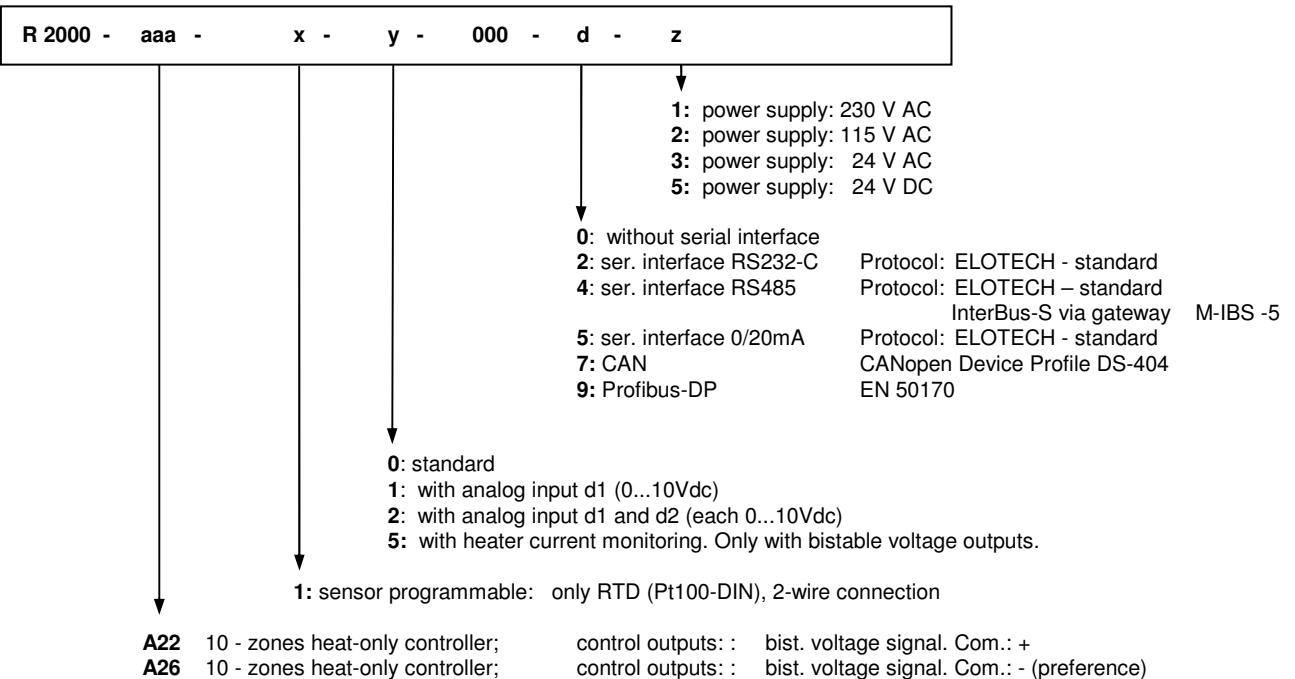 R 2000 - aaa - x - y - 000 - d - z
1: power supply: 230 V AC
2: power supply: 115 V AC
3: power supply: 24 V AC
5: power supply: 24 V DC
0: without serial interface
2: ser. interface RS232-C Protocol: ELOTECH - standard
4: ser. interface RS485 Protocol: ELOTECH – standard
InterBus-S via gateway M-IBS -5
5: ser. interface 0/20mA Protocol: ELOTECH - standard
7: CAN CANopen Device Profile DS-404
9: Profibus-DP EN 50170
0: standard
1: with analog input d1 (0...10Vdc)
2: with analog input d1 and d2 (each 0...10Vdc)
5: with heater current monitoring. Only with bistable voltage outputs.
1: sensor programmable: only RTD (Pt100-DIN), 2-wire connection
A22 10 - zones heat-only controller; control outputs: : bist. voltage signal. Com.: +
A26 10 - zones heat-only controller; control outputs: : bist. voltage signal. Com.: - (preference)